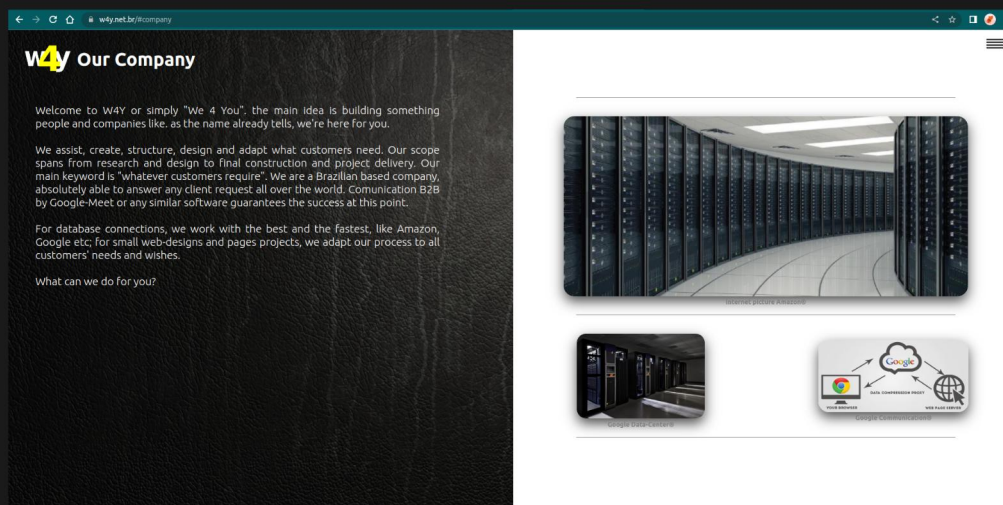 w4y.net.br/#company
W4y Our Company
Welcome to W4Y or simply "We 4 You". the main idea is building something
people and companies like. as the name already tells, we're here for you.
We assist, create, structure, design and adapt what customers need. Our scope
spans from research and design to final construction and project delivery. Our
main keyword is "whatever customers require". We are a Brazilian based company,
absolutely able to answer any client request all over the world. Comunication B2B
by Google-Meet or any similar software guarantees the success at this point.
For database connections, we work with the best and the fastest, like Amazon,
Google etc; for small web-designs and pages projects, we adapt our process to all
customers' needs and wishes.
What can we do for you?
Internet picture Amazon®
Google
DATA COMPRESSION PROXY
YOUR BROWSER
WEB PAGE SERVER
Google Data-Center®
Google Communication®